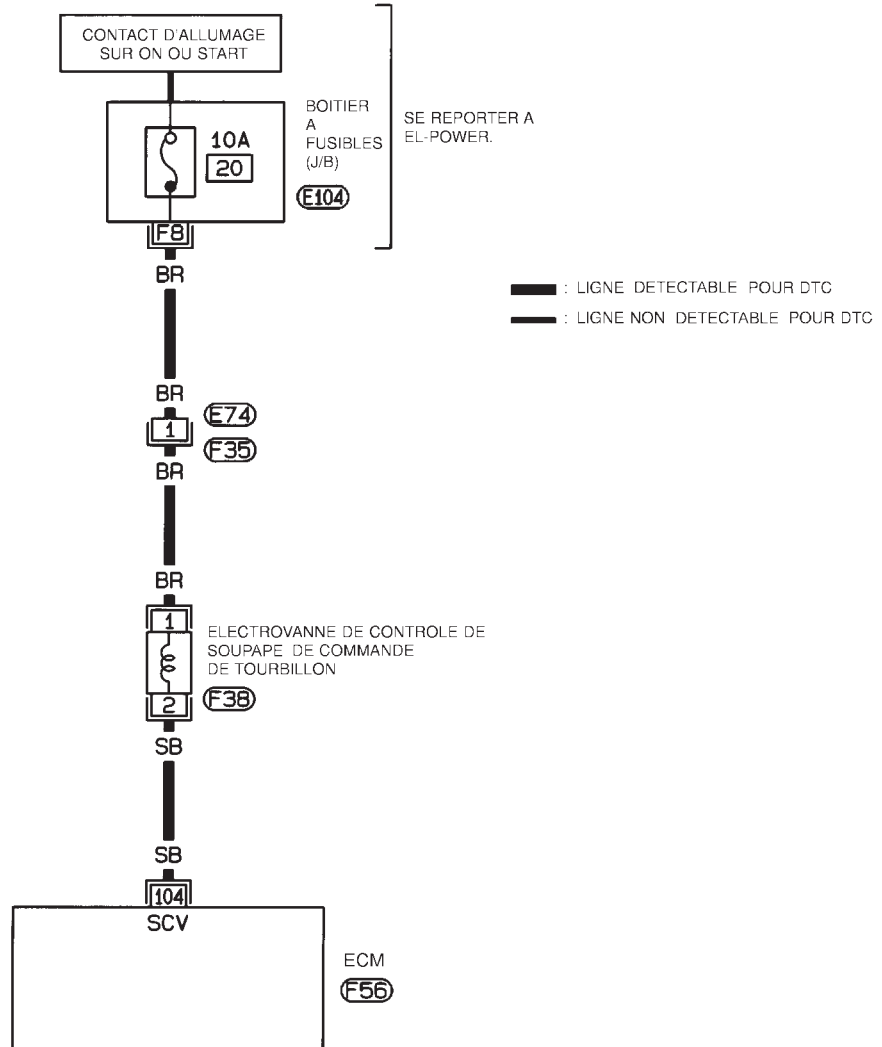 CONTACT D'ALLUMAGE
SUR ON OU START
BOITIER
A
FUSIBLES
(J/B)
SE REPORTER A
EL-POWER.
10A
20
E104
F8
BR
: LIGNE DETECTABLE POUR DTC
: LIGNE NON DETECTABLE POUR DTC
BR
E74
1
F35
BR
BR
1
ELECTROVANNE DE CONTROLE DE
SOUPAPE DE COMMANDE
DE TOURBILLON
2
F38
SB
SB
104
SCV
ECM
F56